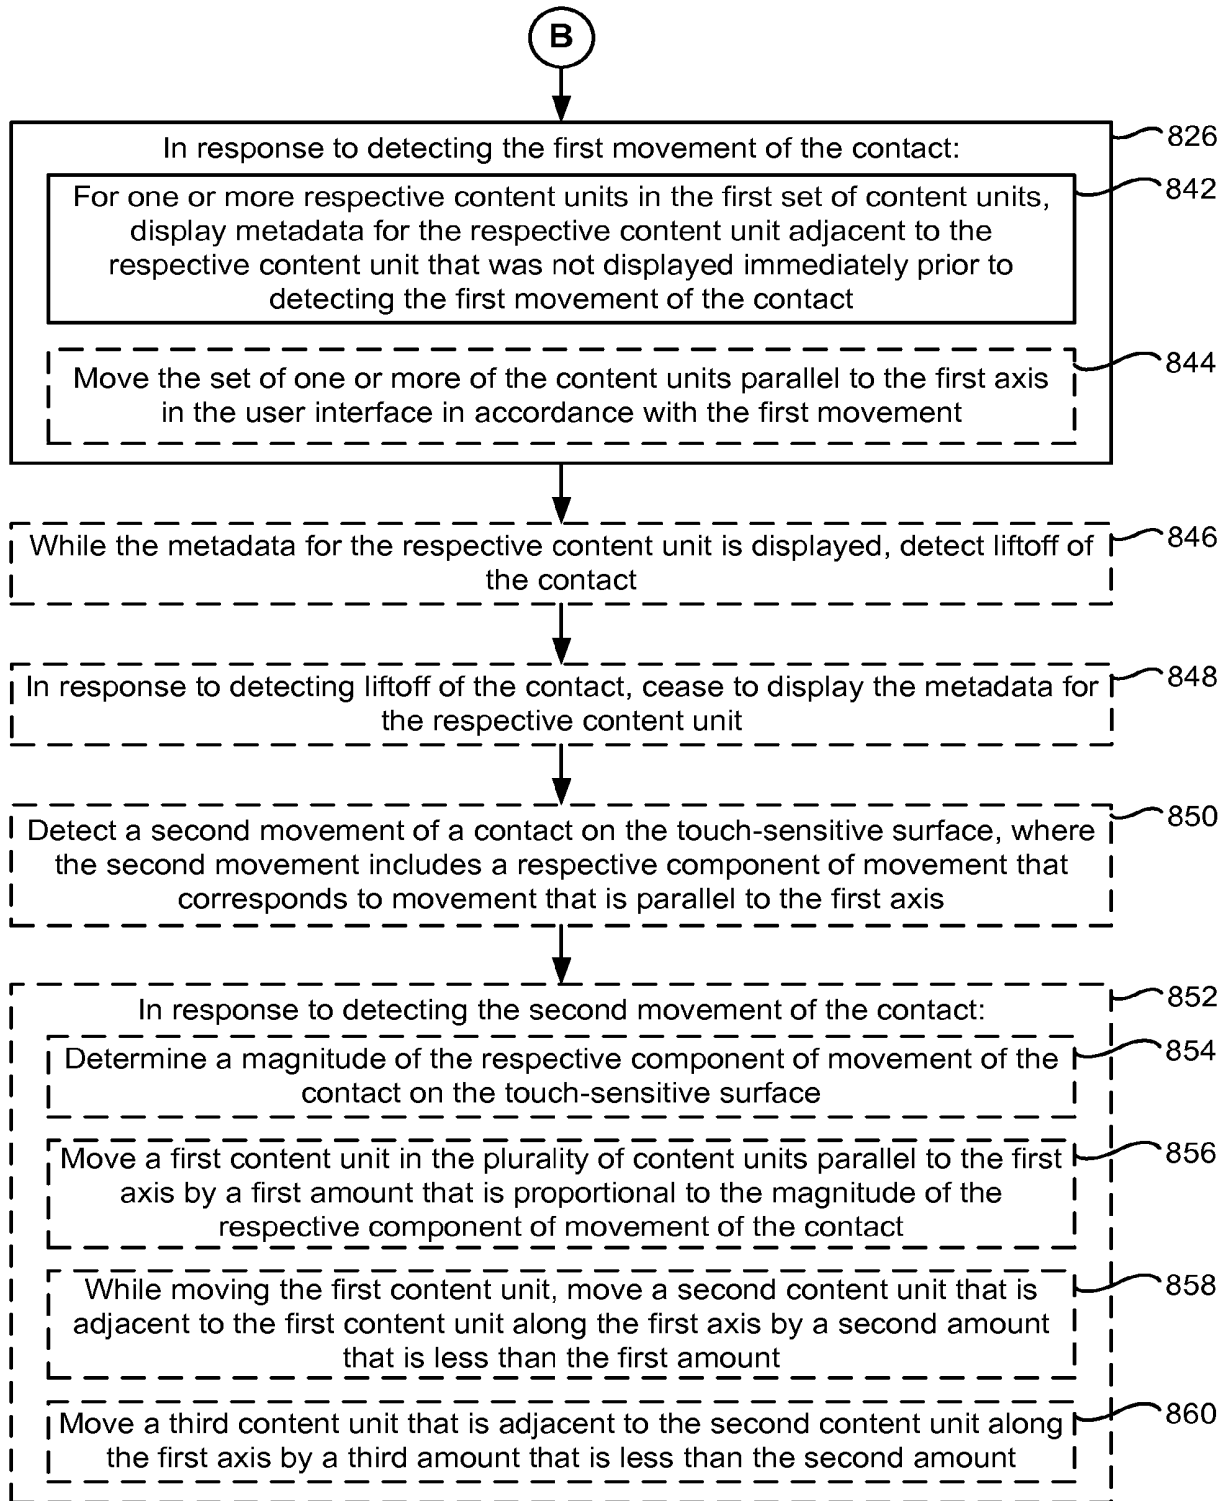 B
In response to detecting the first movement of the contact:
826
For one or more respective content units in the first set of content units,
842
display metadata for the respective content unit adjacent to the
respective content unit that was not displayed immediately prior to
detecting the first movement of the contact
Move the set of one or more of the content units parallel to the first axis
844
in the user interface in accordance with the first movement
While the metadata for the respective content unit is displayed, detect liftoff of
846
the contact
In response to detecting liftoff of the contact, cease to display the metadata for
848
the respective content unit
Detect a second movement of a contact on the touch-sensitive surface, where
850
the second movement includes a respective component of movement that
corresponds to movement that is parallel to the first axis
In response to detecting the second movement of the contact:
852
Determine a magnitude of the respective component of movement of the
854
contact on the touch-sensitive surface
Move a first content unit in the plurality of content units parallel to the first
856
axis by a first amount that is proportional to the magnitude of the
respective component of movement of the contact
While moving the first content unit, move a second content unit that is
858
adjacent to the first content unit along the first axis by a second amount
that is less than the first amount
Move a third content unit that is adjacent to the second content unit along
860
the first axis by a third amount that is less than the second amount